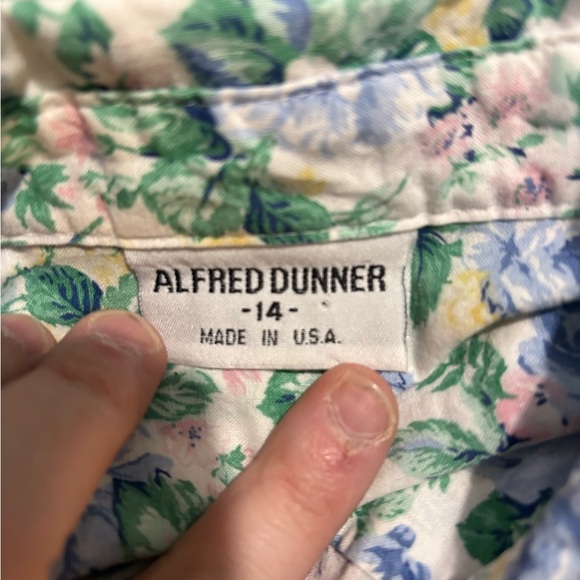 ALFRED DUNNER
-14-
MADE IN U.S.A.